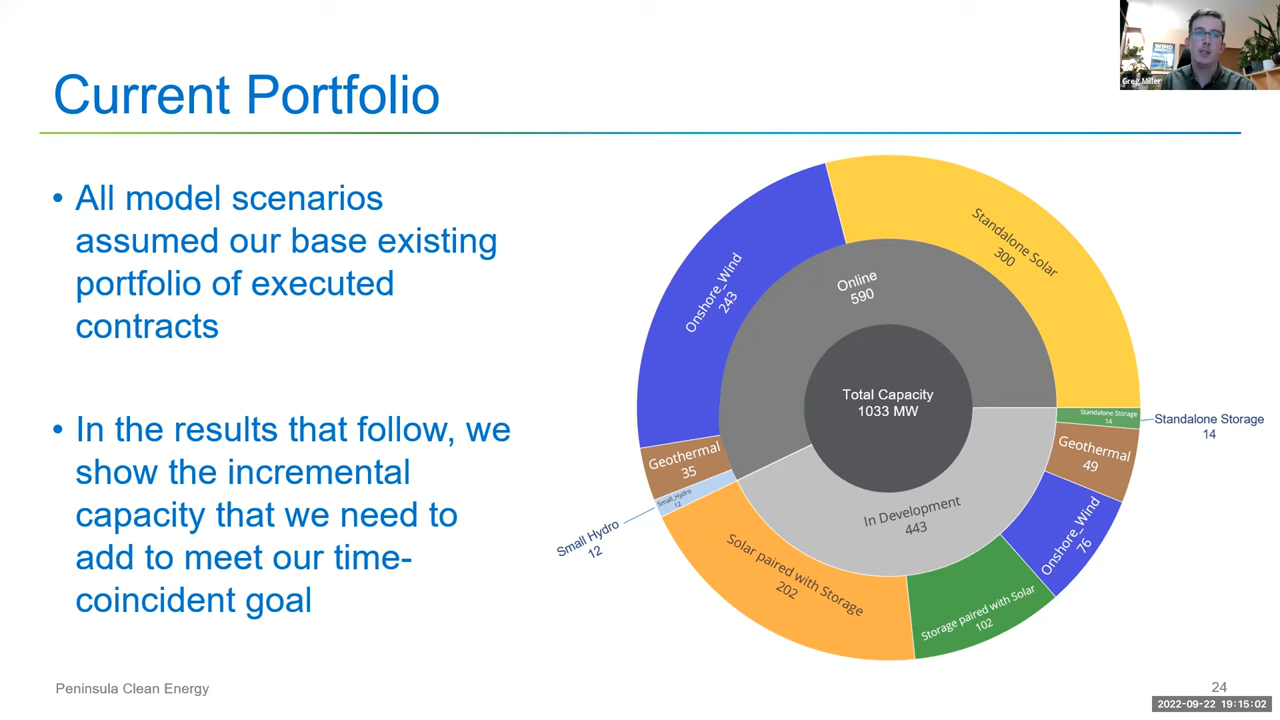 Current Portfolio
• All model scenarios
assumed our base existing
portfolio of executed
contracts
• In the results that follow, we
show the incremental
capacity that we need to
add to meet our time-
coincident goal
Standalone Solar
300
Onshore_Wind
243
Online
590
Total Capacity
1033 MW
Geothermal
35
Small_Hydro
12
Small Hydro
12
In Development
443
Standalone Storage
14
Standalone Storage
14
Geothermal
49
Onshore_Wind
76
Storage paired with Solar
102
Solar paired with Storage
202
Peninsula Clean Energy
24
Greg Miller
WIND
2022-09-22 19:15:02